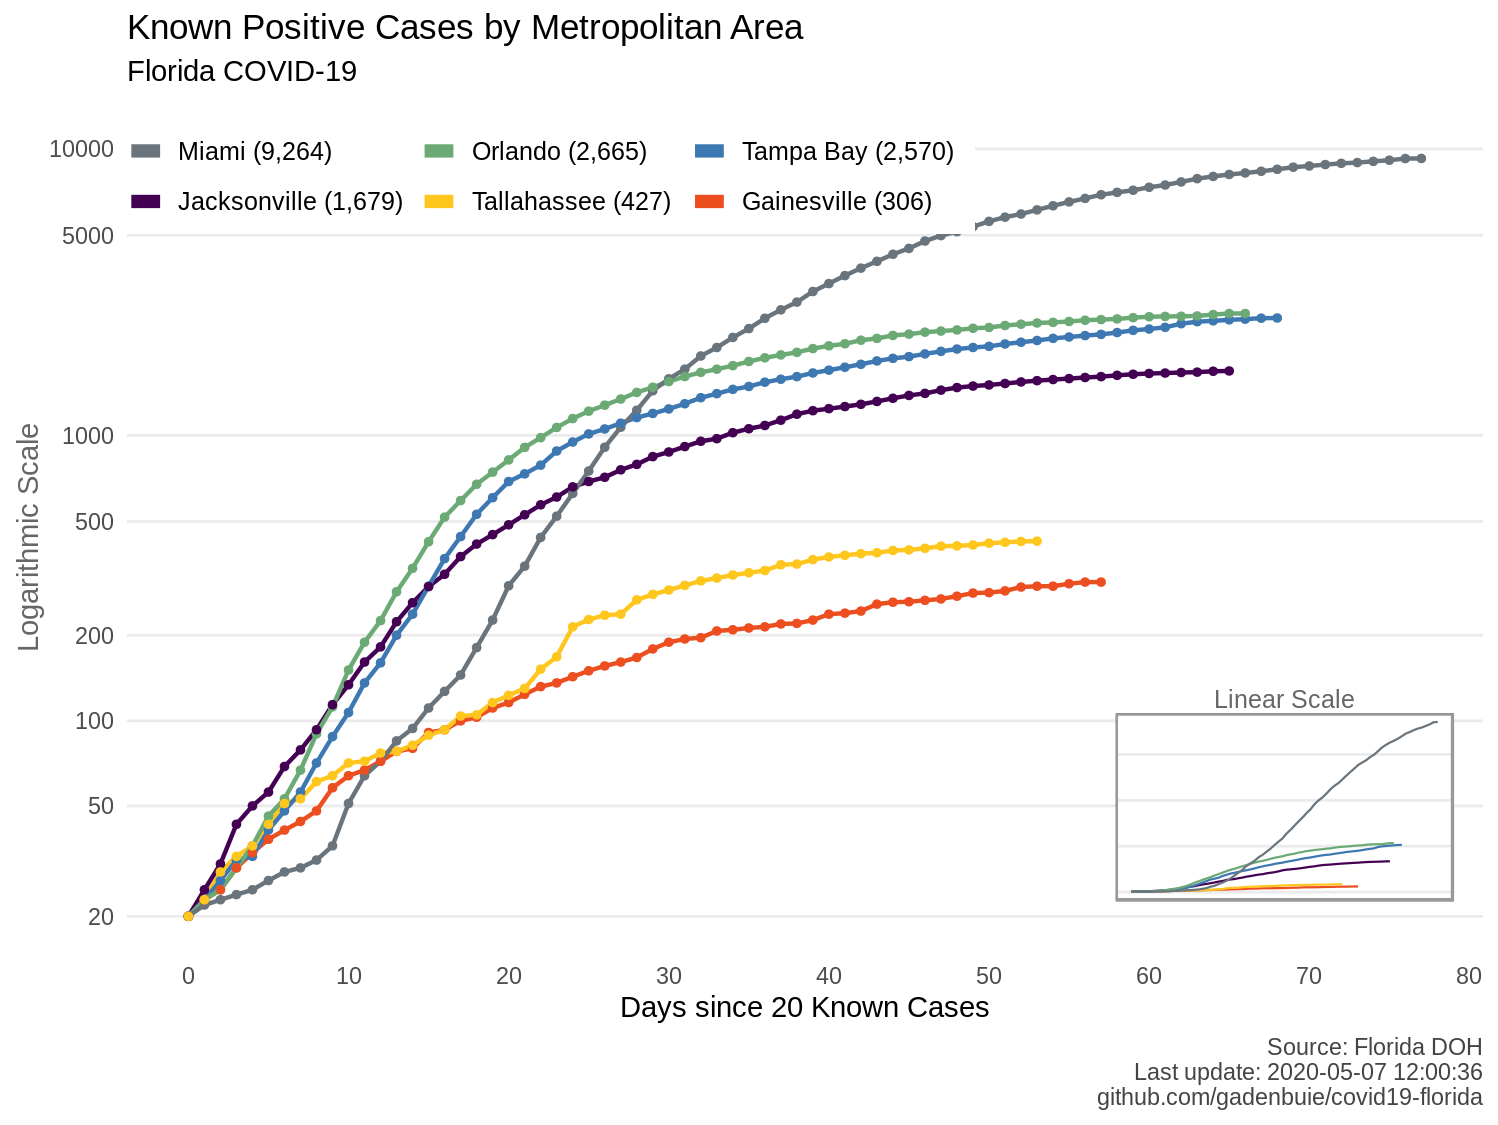 Known Positive Cases by Metropolitan Area
Florida COVID-19
Miami (9,264) Orlando (2,665) Tampa Bay (2,570)
Jacksonville (1,679) Tallahassee (427) Gainesville (306)
10000
5000
1000
500
200
100
50
20
Logarithmic Scale
Linear Scale
0 10 20 30 40 50 60 70 80
Days since 20 Known Cases
Source: Florida DOH
Last update: 2020-05-07 12:00:36
github.com/gadenbuie/covid19-florida